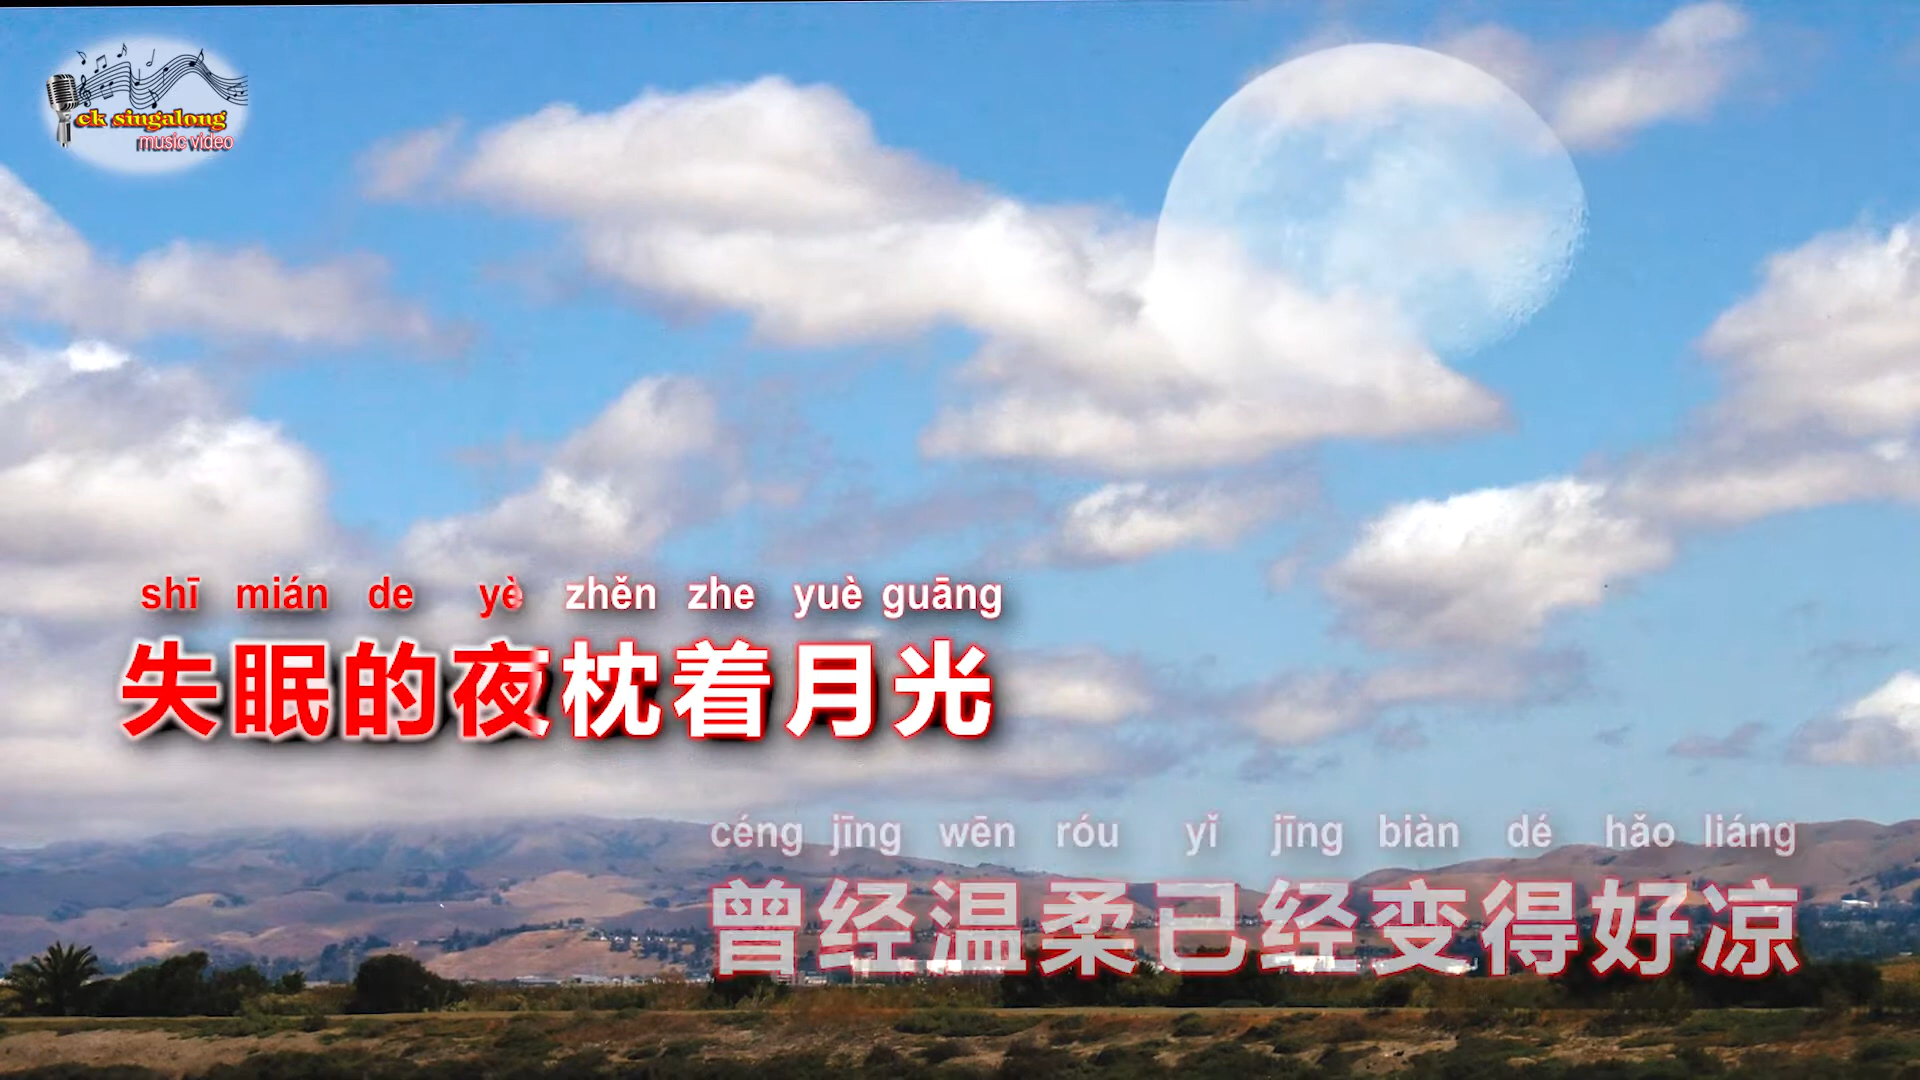 ck singalong
music video
shī mián de yè zhěn zhe yuè guāng
失眠的夜枕着月光
céng jīng wēn róu yǐ jīng biàn dé hǎo liáng
曾经温柔已经变得好凉